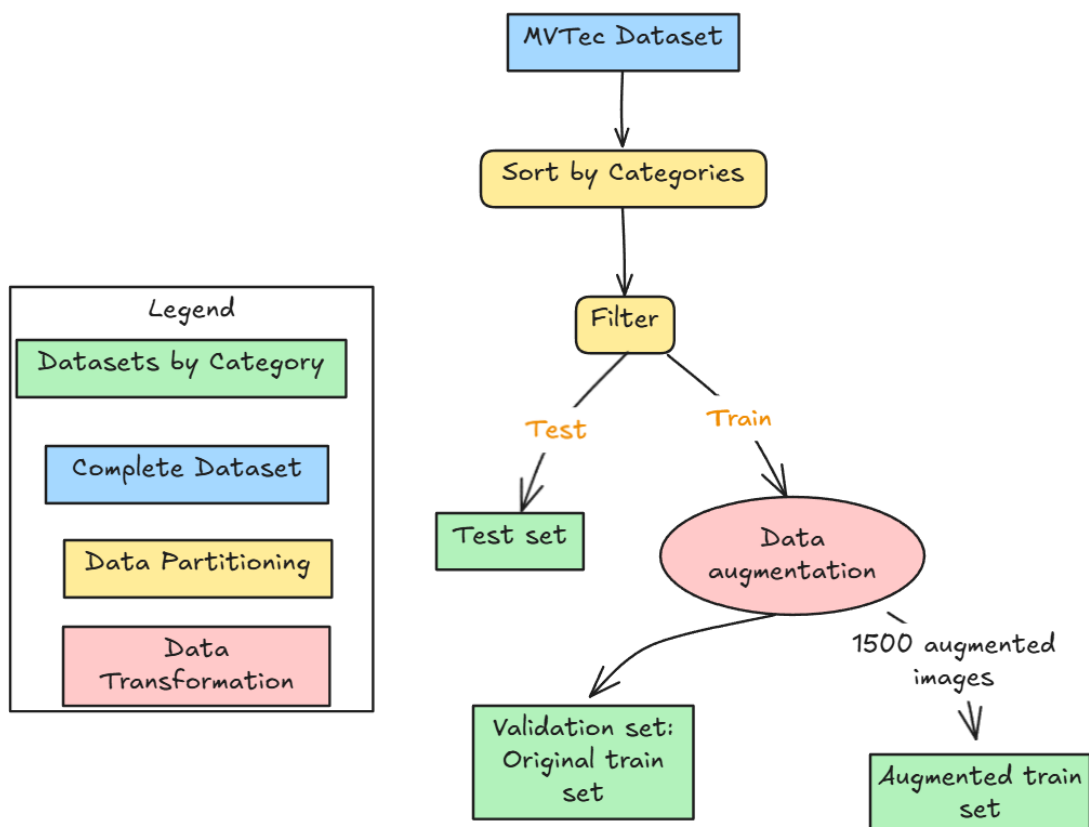 MVTec Dataset
Sort by Categories
Filter
Test
Train
Test set
Data
augmentation
1500 augmented
images
Validation set:
Original train
set
Augmented train
set
Legend
Datasets by Category
Complete Dataset
Data Partitioning
Data
Transformation